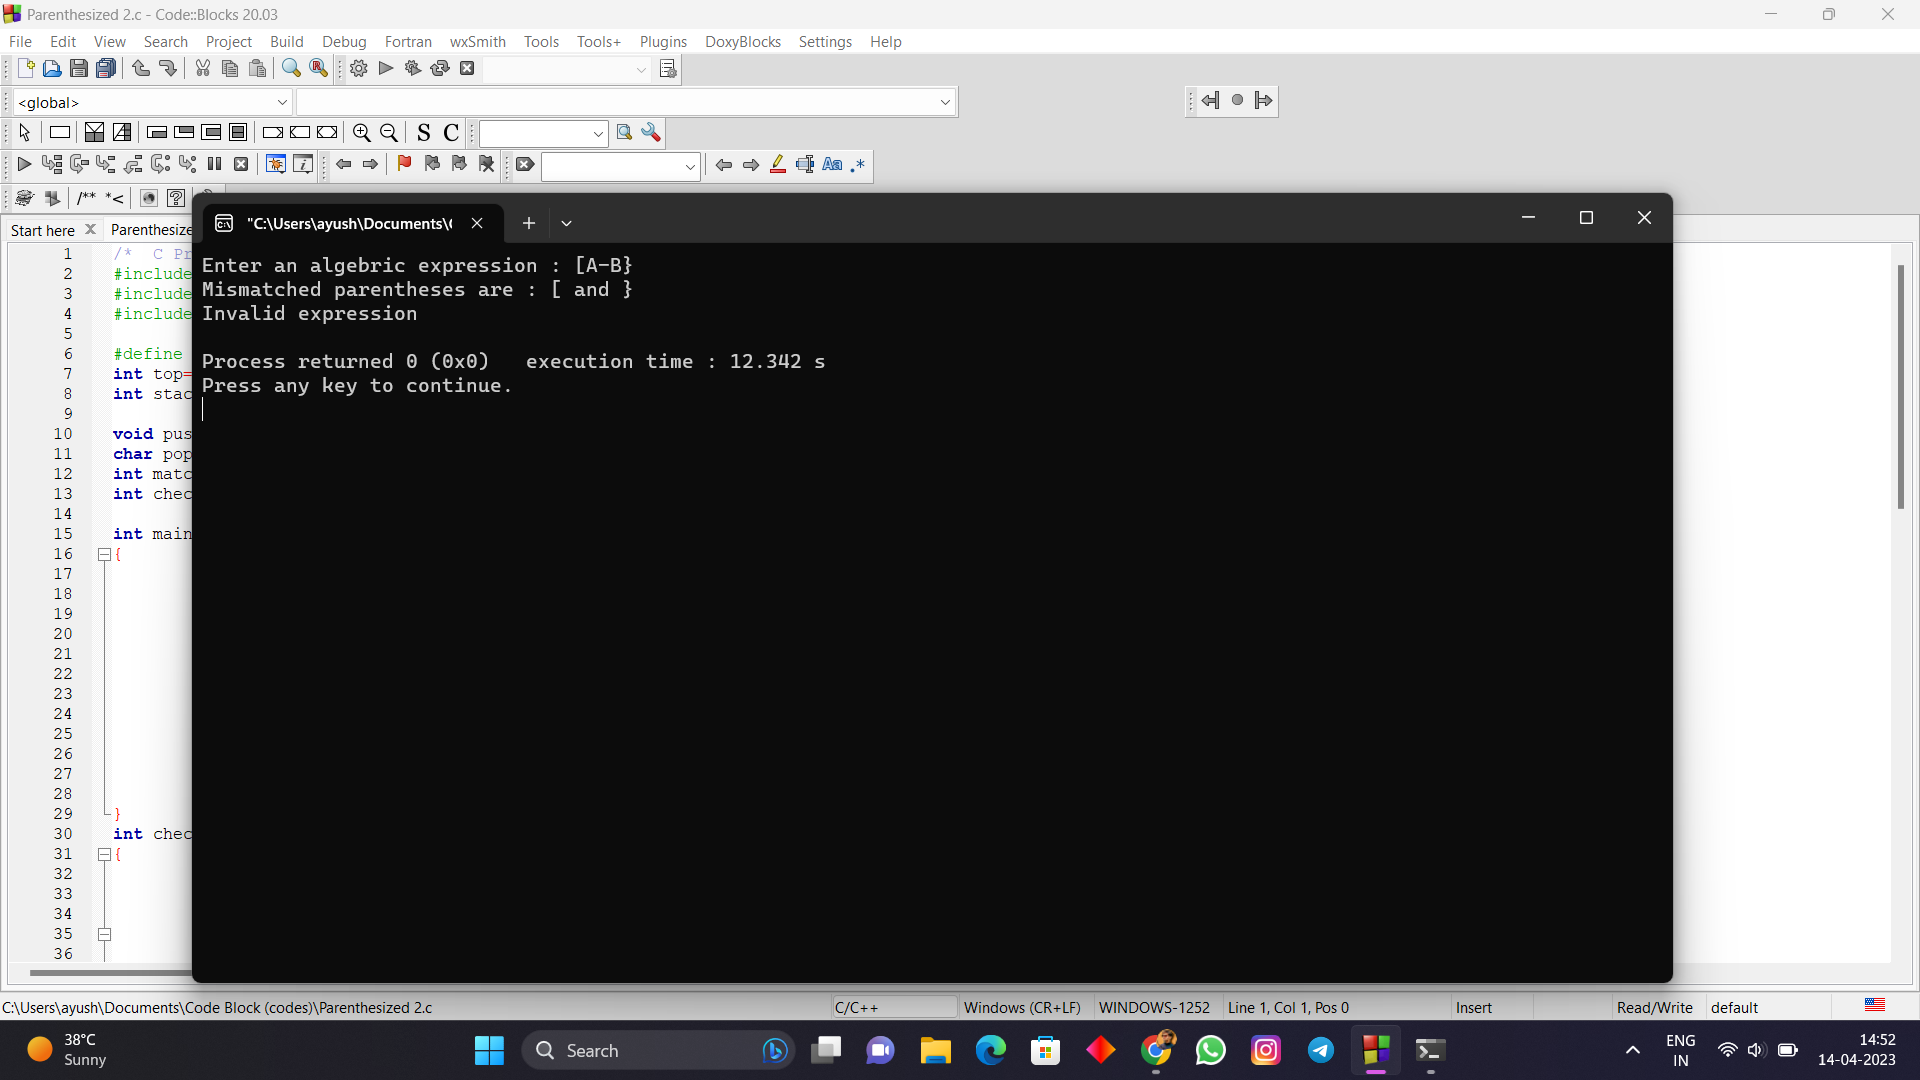 Parenthesized 2.c - Code::Blocks 20.03
File Edit View Search Project Build Debug Fortran wxSmith Tools Tools+ Plugins DoxyBlocks Settings Help
<global>
S C
Aa .*
/** *<
Start here Parenthesize
"C:\Users\ayush\Documents\
1 /* C Pr
2 #include
3 #include
4 #include
5
6 #define
7 int top=
8 int stac
9
10 void pus
11 char pop
12 int matc
13 int chec
14
15 int main
16 {
17
18
19
20
21
22
23
24
25
26
27
28
29 }
30 int chec
31 {
32
33
34
35
36
Enter an algebric expression : [A-B}
Mismatched parentheses are : [ and }
Invalid expression
Process returned 0 (0x0) execution time : 12.342 s
Press any key to continue.
C:\Users\ayush\Documents\Code Block (codes)\Parenthesized 2.c C/C++ Windows (CR+LF) WINDOWS-1252 Line 1, Col 1, Pos 0 Insert Read/Write default
38°C
Sunny
Search
ENG
IN
14:52
14-04-2023